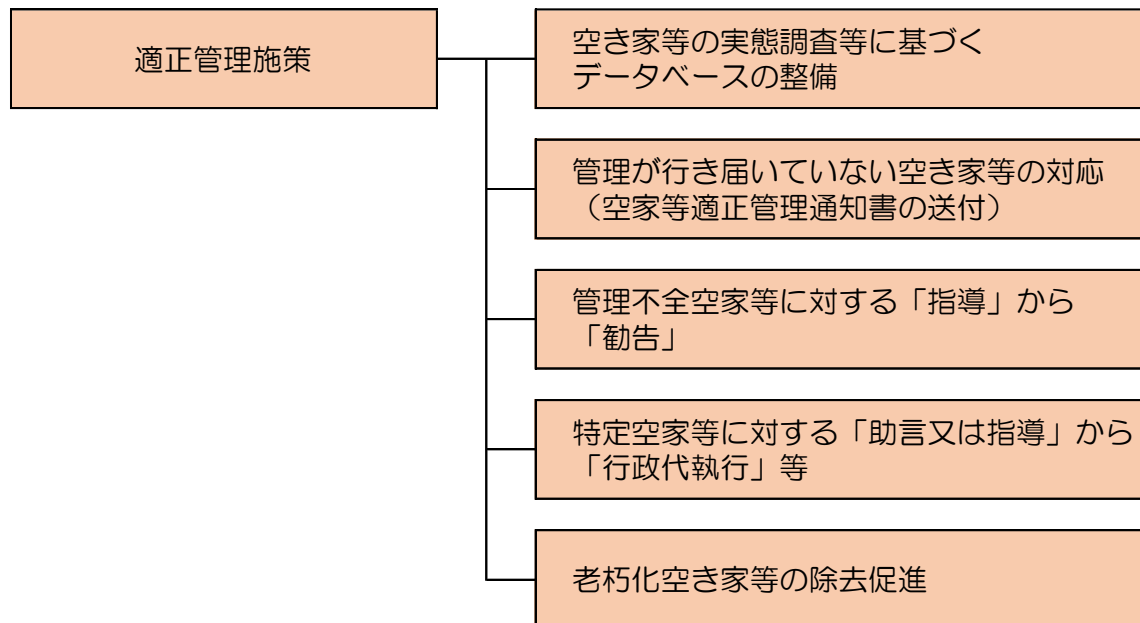 適正管理施策
空き家等の実態調査等に基づく
データベースの整備
管理が行き届いていない空き家等の対応
（空家等適正管理通知書の送付）
管理不全空家等に対する「指導」から
「勧告」
特定空家等に対する「助言又は指導」から
「行政代執行」等
老朽化空き家等の除去促進